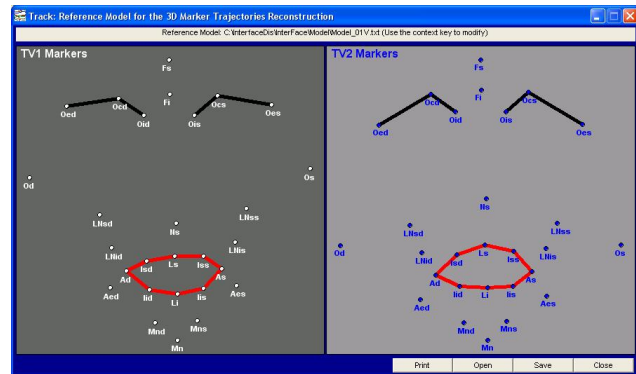 Track: Reference Model for the 3D Marker Trajectories Reconstruction
Reference Model: C:\InterfaceDis\InterFace\Model\Model_01V.txt (Use the context key to modify)
TV1 Markers
Fs
Fi
Oed
Ocd
Oid
Ois
Ocs
Oes
Od
Os
LNsd
LNss
Ns
LNid
LNis
Isd
Ls
Iss
Ad
As
Aed
Iid
Li
Iis
Aes
Mnd
Mns
Mn
TV2 Markers
Fs
Fi
Oed
Ocd
Oid
Ois
Ocs
Oes
Ns
LNsd
LNss
Od
Os
LNid
LNis
Isd
Ls
Iss
Ad
As
Aed
Iid
Li
Iis
Aes
Mnd
Mns
Mn
Print
Open
Save
Close